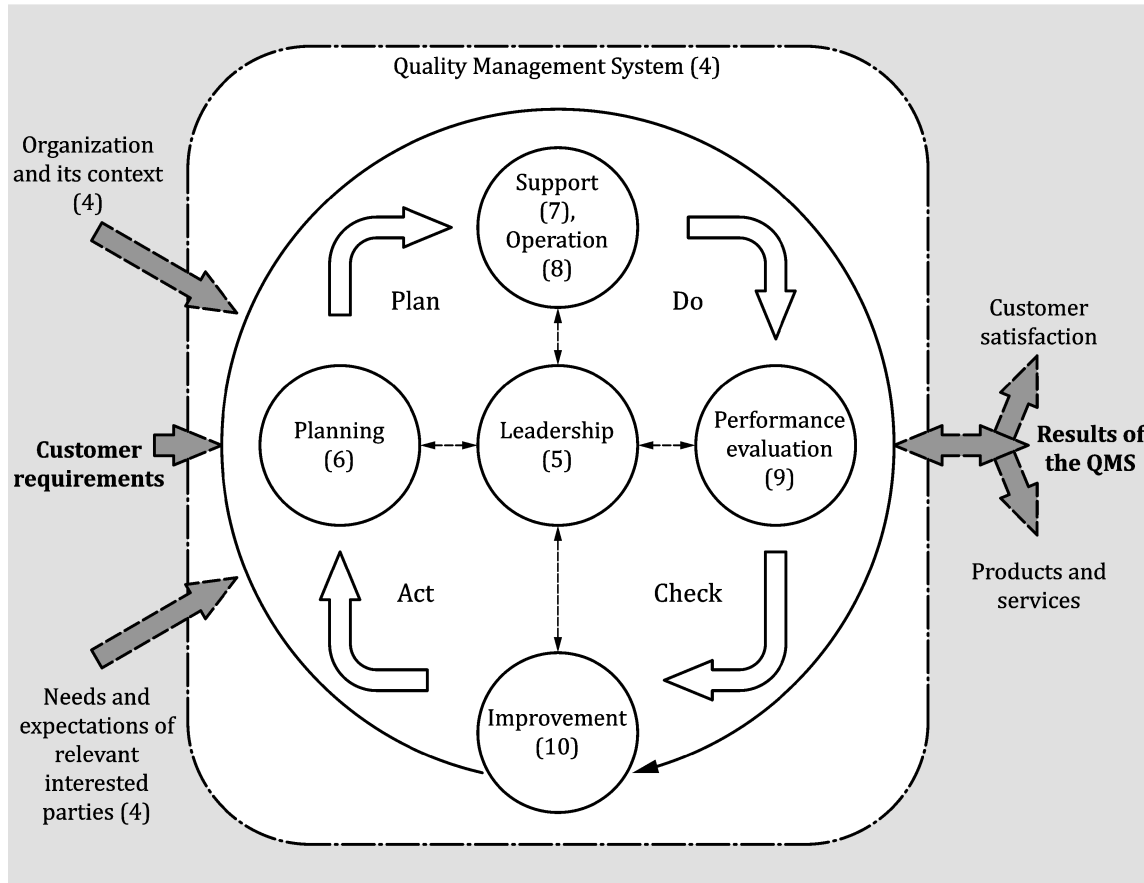 Quality Management System (4)
Organization
and its context
(4)
Support
(7),
Operation
(8)
Plan
Do
Customer
satisfaction
Customer
requirements
Planning
(6)
Leadership
(5)
Performance
evaluation
(9)
Results of
the QMS
Act
Check
Products and
services
Needs and
expectations of
relevant
interested
parties (4)
Improvement
(10)